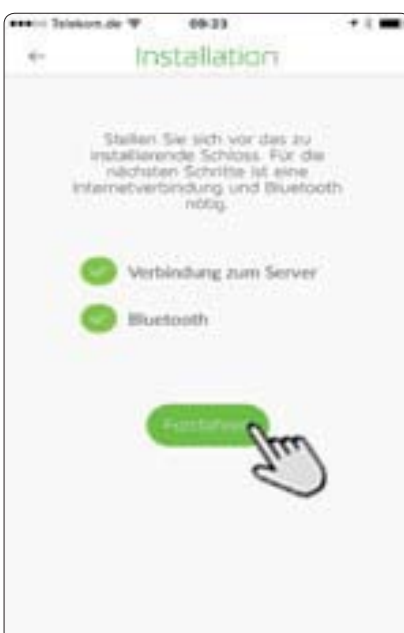 Telekom.de 09:23
Installation
Stellen Sie sich vor das zu
installierende Schloss. Für die
nächsten Schritte ist eine
Internetverbindung und Bluetooth
nötig.
Verbindung zum Server
Bluetooth
Fortfahren